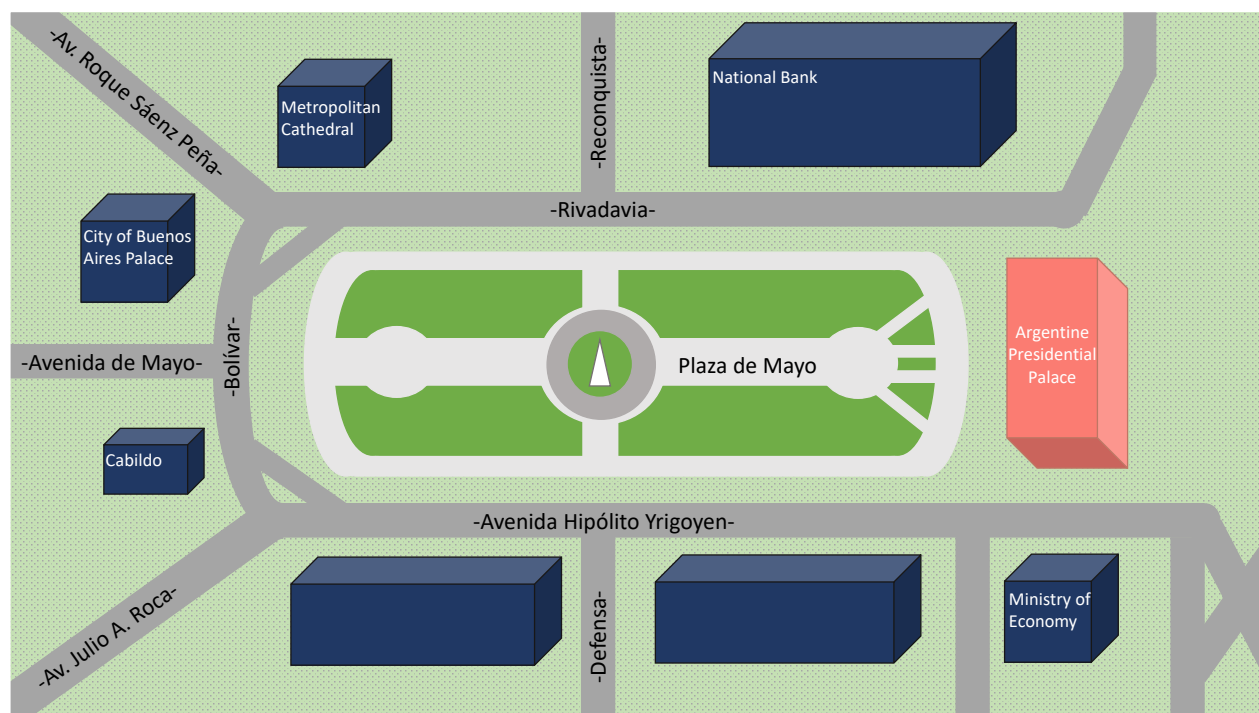 -Av. Roque Sáenz Peña-
Metropolitan
Cathedral
-Reconquista-
National Bank
-Rivadavia-
City of Buenos
Aires Palace
-Avenida de Mayo-
-Bolívar-
Plaza de Mayo
Argentine
Presidential
Palace
Cabildo
-Avenida Hipólito Yrigoyen-
-Av. Julio A. Roca-
-Defensa-
Ministry of
Economy